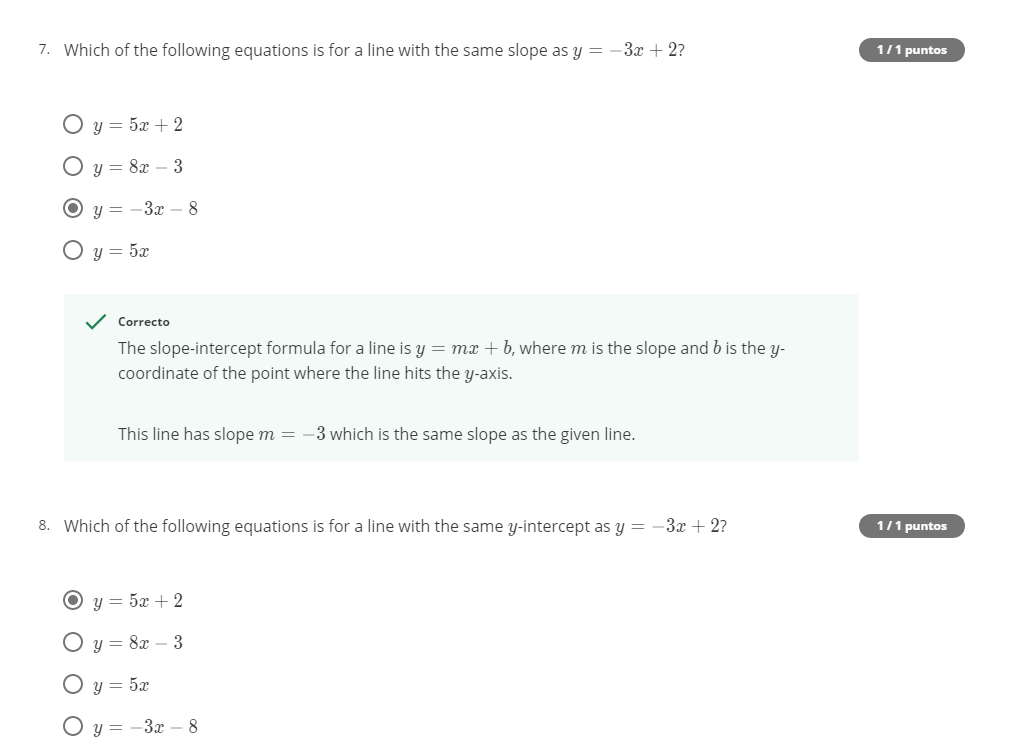 7. Which of the following equations is for a line with the same slope as y = −3x + 2?
1 / 1 puntos
y = 5x + 2
y = 8x − 3
y = −3x − 8
y = 5x
Correcto
The slope-intercept formula for a line is y = mx + b, where m is the slope and b is the y-
coordinate of the point where the line hits the y-axis.
This line has slope m = −3 which is the same slope as the given line.
8. Which of the following equations is for a line with the same y-intercept as y = −3x + 2?
1 / 1 puntos
y = 5x + 2
y = 8x − 3
y = 5x
y = −3x − 8